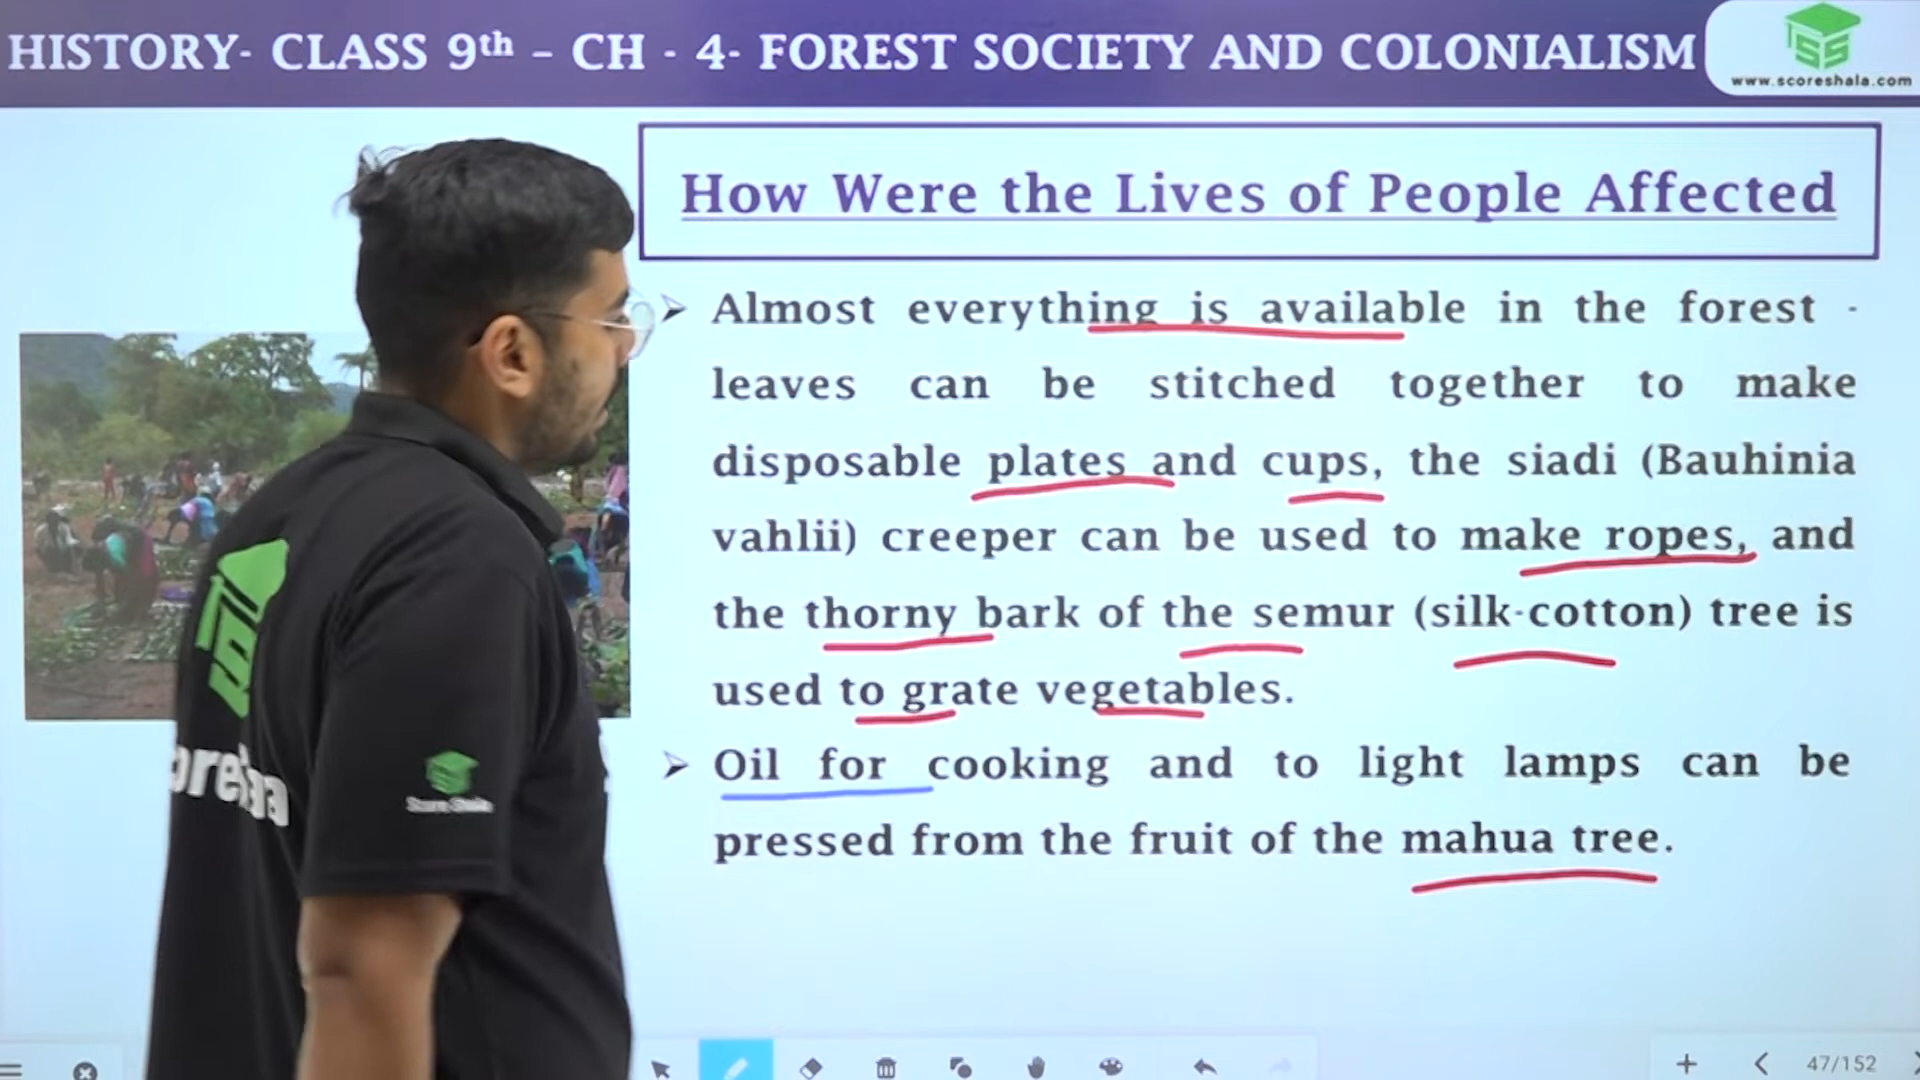 HISTORY- CLASS 9th – CH - 4- FOREST SOCIETY AND COLONIALISM
SS
www.scoreshala.com
How Were the Lives of People Affected
➢ Almost everything is available in the forest -
leaves can be stitched together to make
disposable plates and cups, the siadi (Bauhinia
vahlii) creeper can be used to make ropes, and
the thorny bark of the semur (silk-cotton) tree is
used to grate vegetables.
➢ Oil for cooking and to light lamps can be
pressed from the fruit of the mahua tree.
Score Shala
47/152